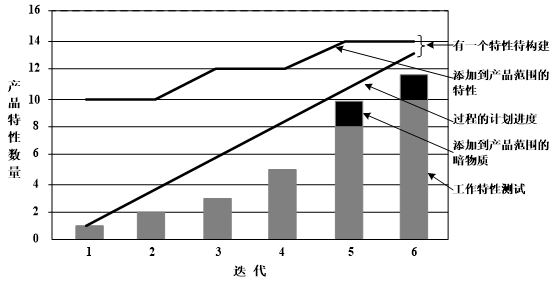 16
14
12
10
8
6
4
2
0
产品特性数量
1 2 3 4 5 6
迭 代
有一个特性待构建
添加到产品范围的
特性
过程的计划进度
添加到产品范围的
暗物质
工作特性测试